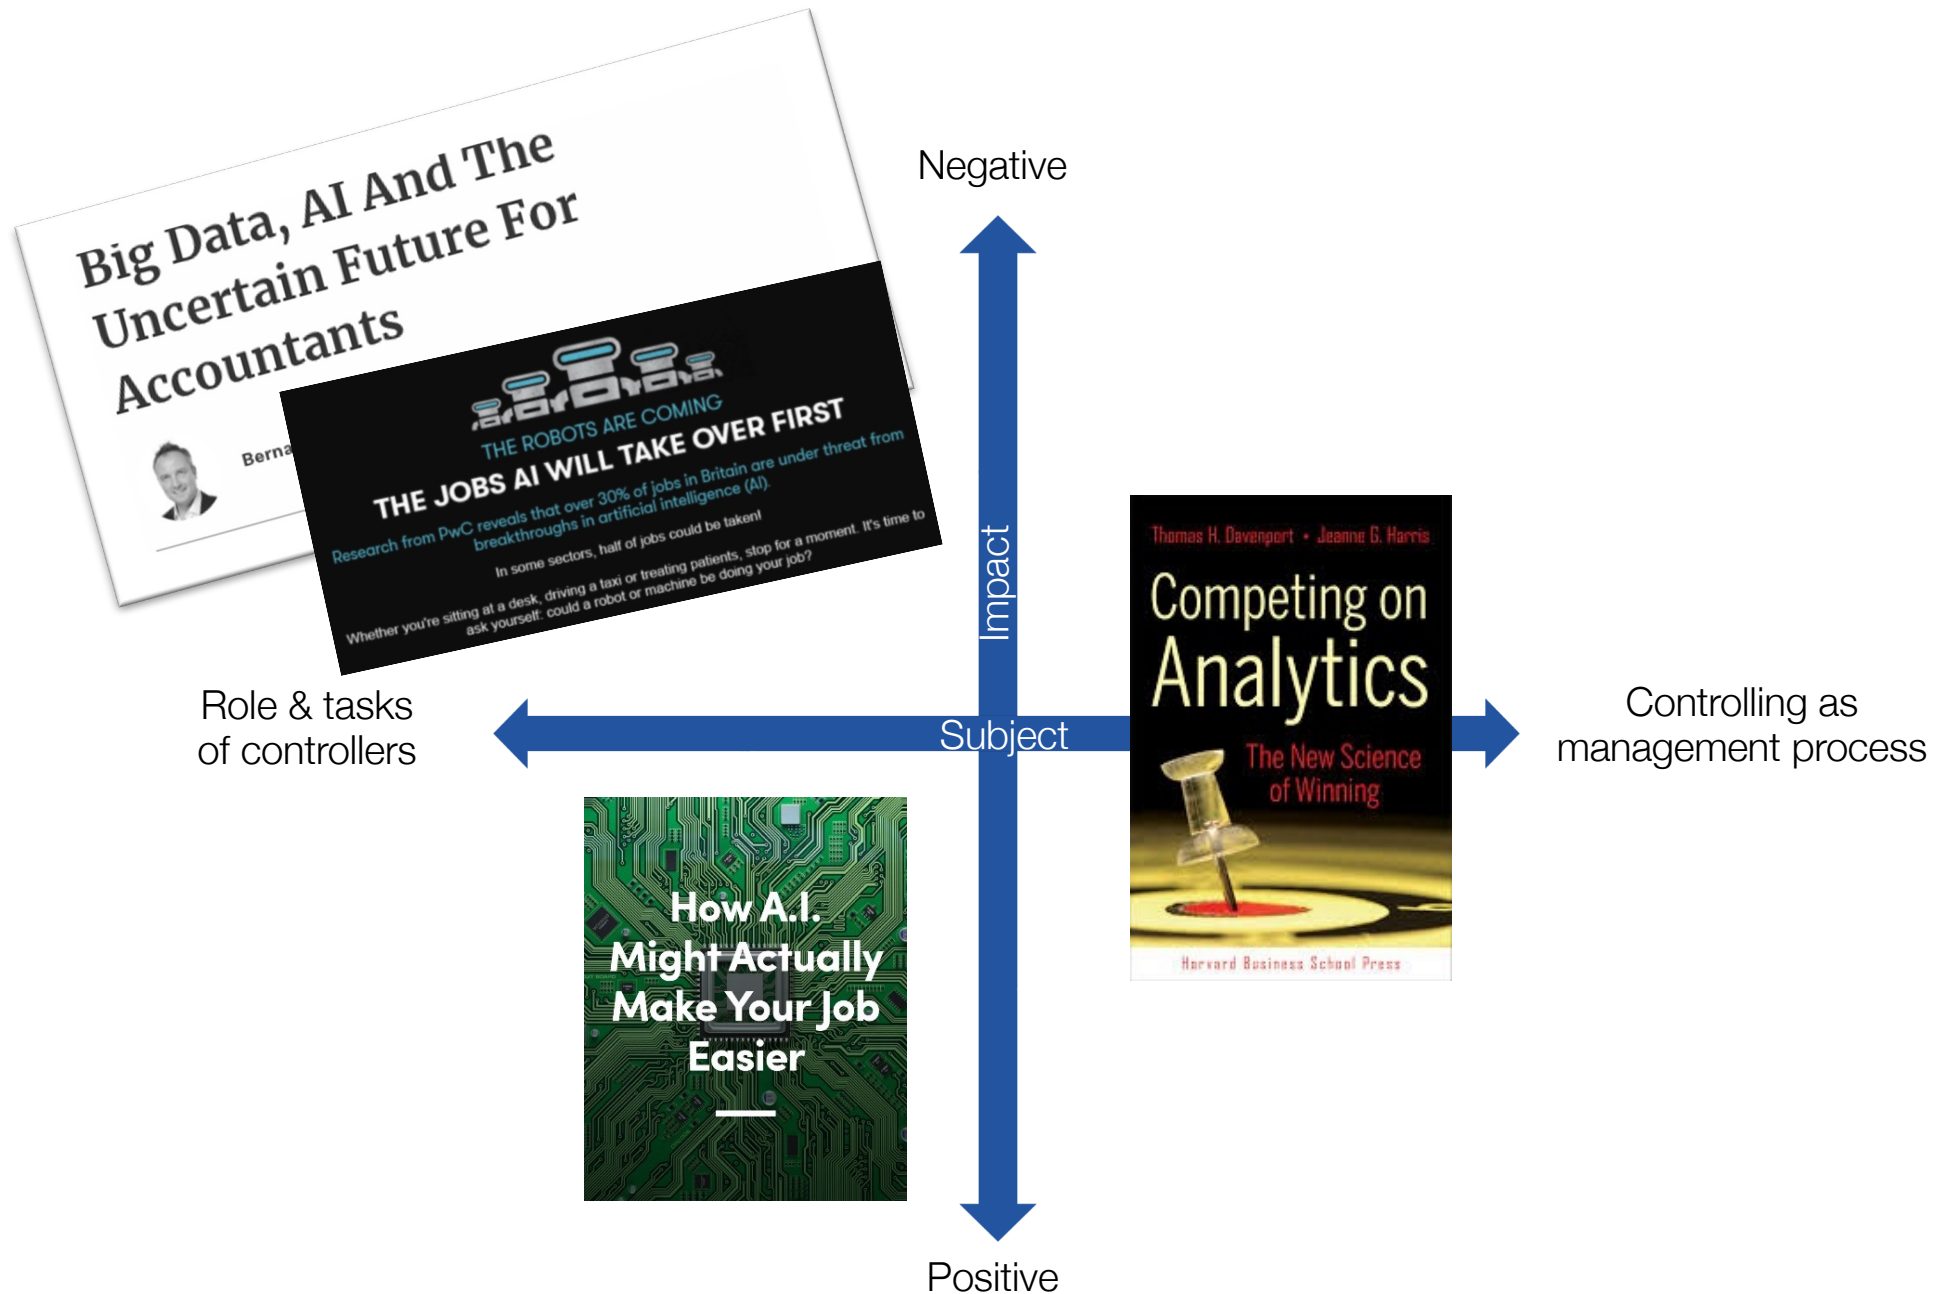 Big Data, AI And The
Uncertain Future For
Accountants
THE ROBOTS ARE COMING
THE JOBS AI WILL TAKE OVER FIRST
Research from PwC reveals that over 30% of jobs in Britain are under threat from
breakthroughs in artificial intelligence (AI).
In some sectors, half of jobs could be taken!
Whether you're sitting at a desk, driving a taxi or treating patients, stop for a moment. It's time to
ask yourself: could a robot or machine be doing your job?
Negative
Impact
Subject
Role & tasks
of controllers
Thomas H. Davenport • Jeanne G. Harris
Competing on
Analytics
The New Science
of Winning
Harvard Business School Press
Controlling as
management process
How A.I.
Might Actually
Make Your Job
Easier
Positive